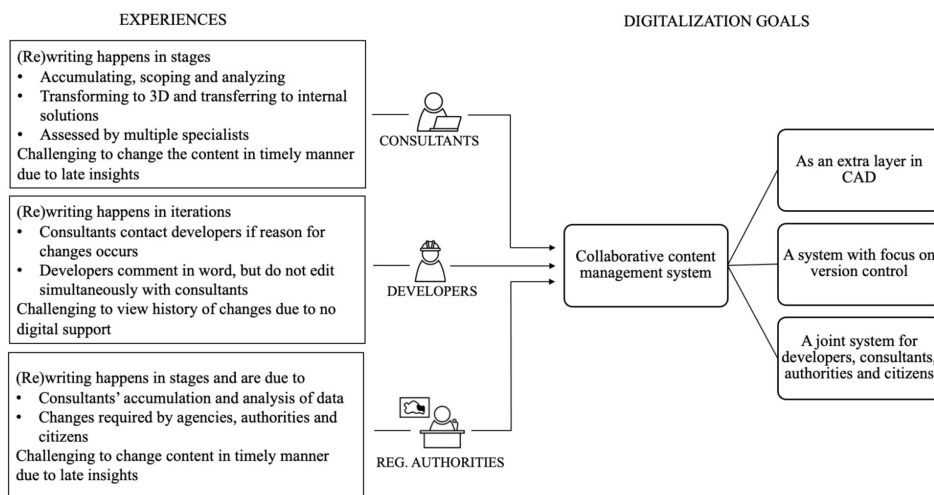 EXPERIENCES
DIGITALIZATION GOALS
(Re)writing happens in stages
• Accumulating, scoping and analyzing
• Transforming to 3D and transferring to internal
solutions
• Assessed by multiple specialists
Challenging to change the content in timely manner
due to late insights
CONSULTANTS
(Re)writing happens in iterations
• Consultants contact developers if reason for
changes occurs
• Developers comment in word, but do not edit
simultaneously with consultants
Challenging to view history of changes due to no
digital support
DEVELOPERS
(Re)writing happens in stages and are due to
• Consultants' accumulation and analysis of data
• Changes required by agencies, authorities and
citizens
Challenging to change content in timely manner
due to late insights
REG. AUTHORITIES
Collaborative content
management system
As an extra layer in
CAD
A system with focus on
version control
A joint system for
developers, consultants,
authorities and citizens